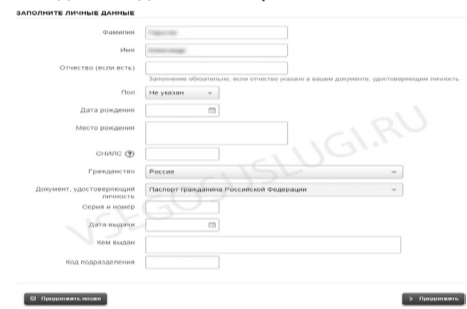 ЗАПОЛНИТЕ ЛИЧНЫЕ ДАННЫЕ
Фамилия
Имя
Отчество (если есть)
Заполнение обязательно, если отчество указано в вашем документе, удостоверяющем личность
Пол Не указан
Дата рождения
Место рождения
СНИЛС ?
Гражданство Россия
Документ, удостоверяющий личность Паспорт гражданина Российской Федерации
Серия и номер
Дата выдачи
Кем выдан
Код подразделения
Продолжить позже Продолжить
VSEGOSUSLUGI.RU